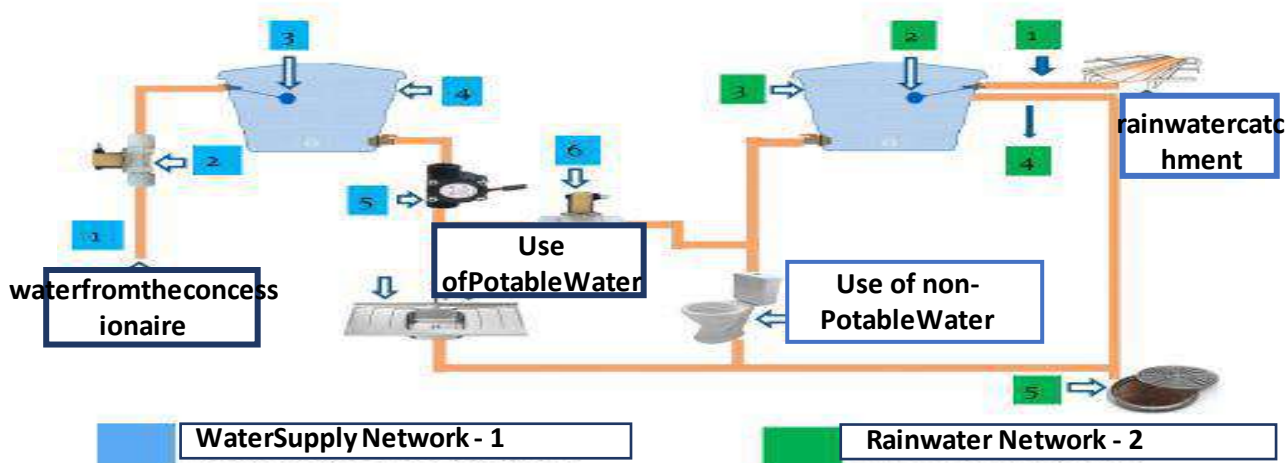 3
2
1
4
3
2
6
4
rainwatercatc
hment
5
1
Use
ofPotableWater
Use of non-
PotableWater
waterfromtheconcess
ionaire
5
WaterSupply Network - 1
Rainwater Network - 2